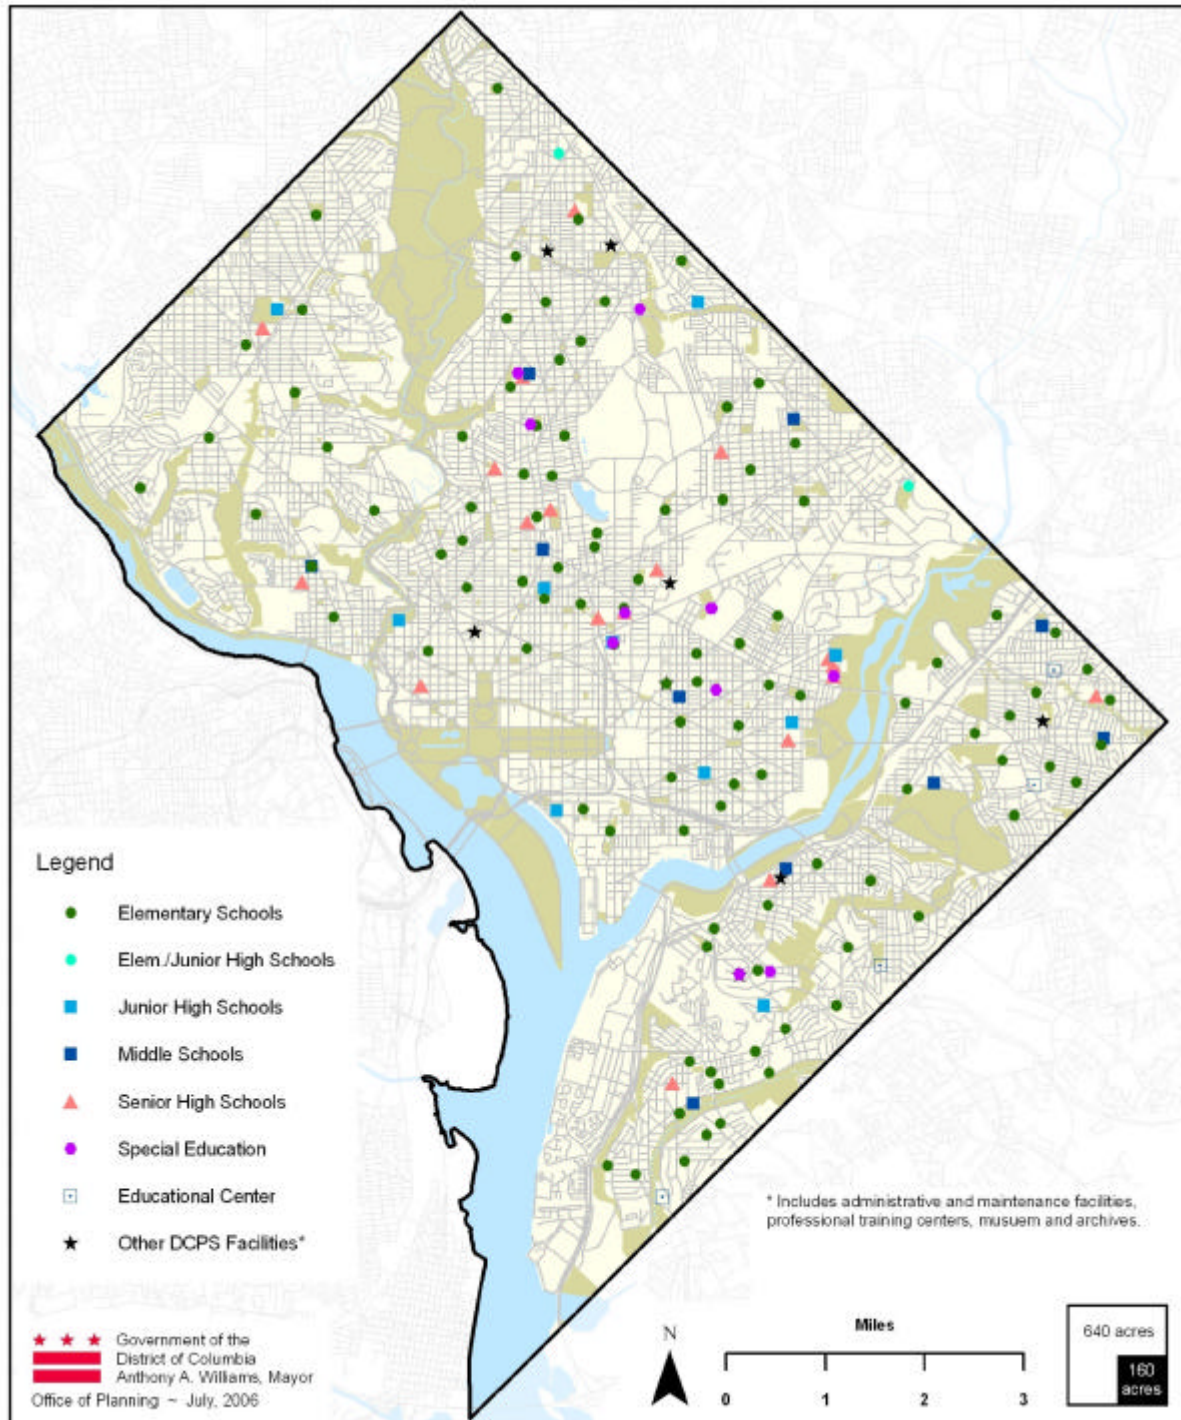 Legend
Elementary Schools
Elem./Junior High Schools
Junior High Schools
Middle Schools
Senior High Schools
Special Education
Educational Center
Other DCPS Facilities*
* Includes administrative and maintenance facilities,
professional training centers, musuem and archives.
Government of the
District of Columbia
Anthony A. Williams, Mayor
Office of Planning ~ July, 2006
N
Miles
0 1 2 3
640 acres
160
acres